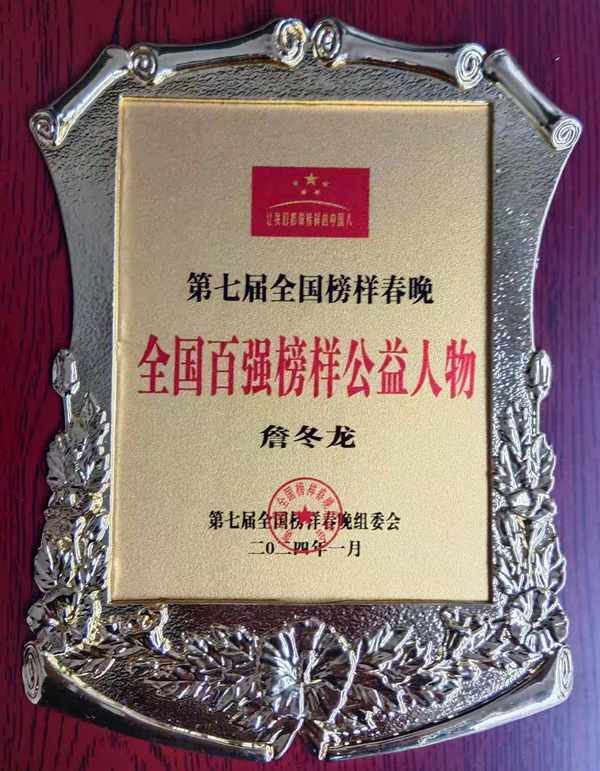 让我们都做榜样的中国人
第七届全国榜样春晚
全国百强榜样公益人物
詹冬龙
第七届全国榜样春晚组委会
二0二四年一月